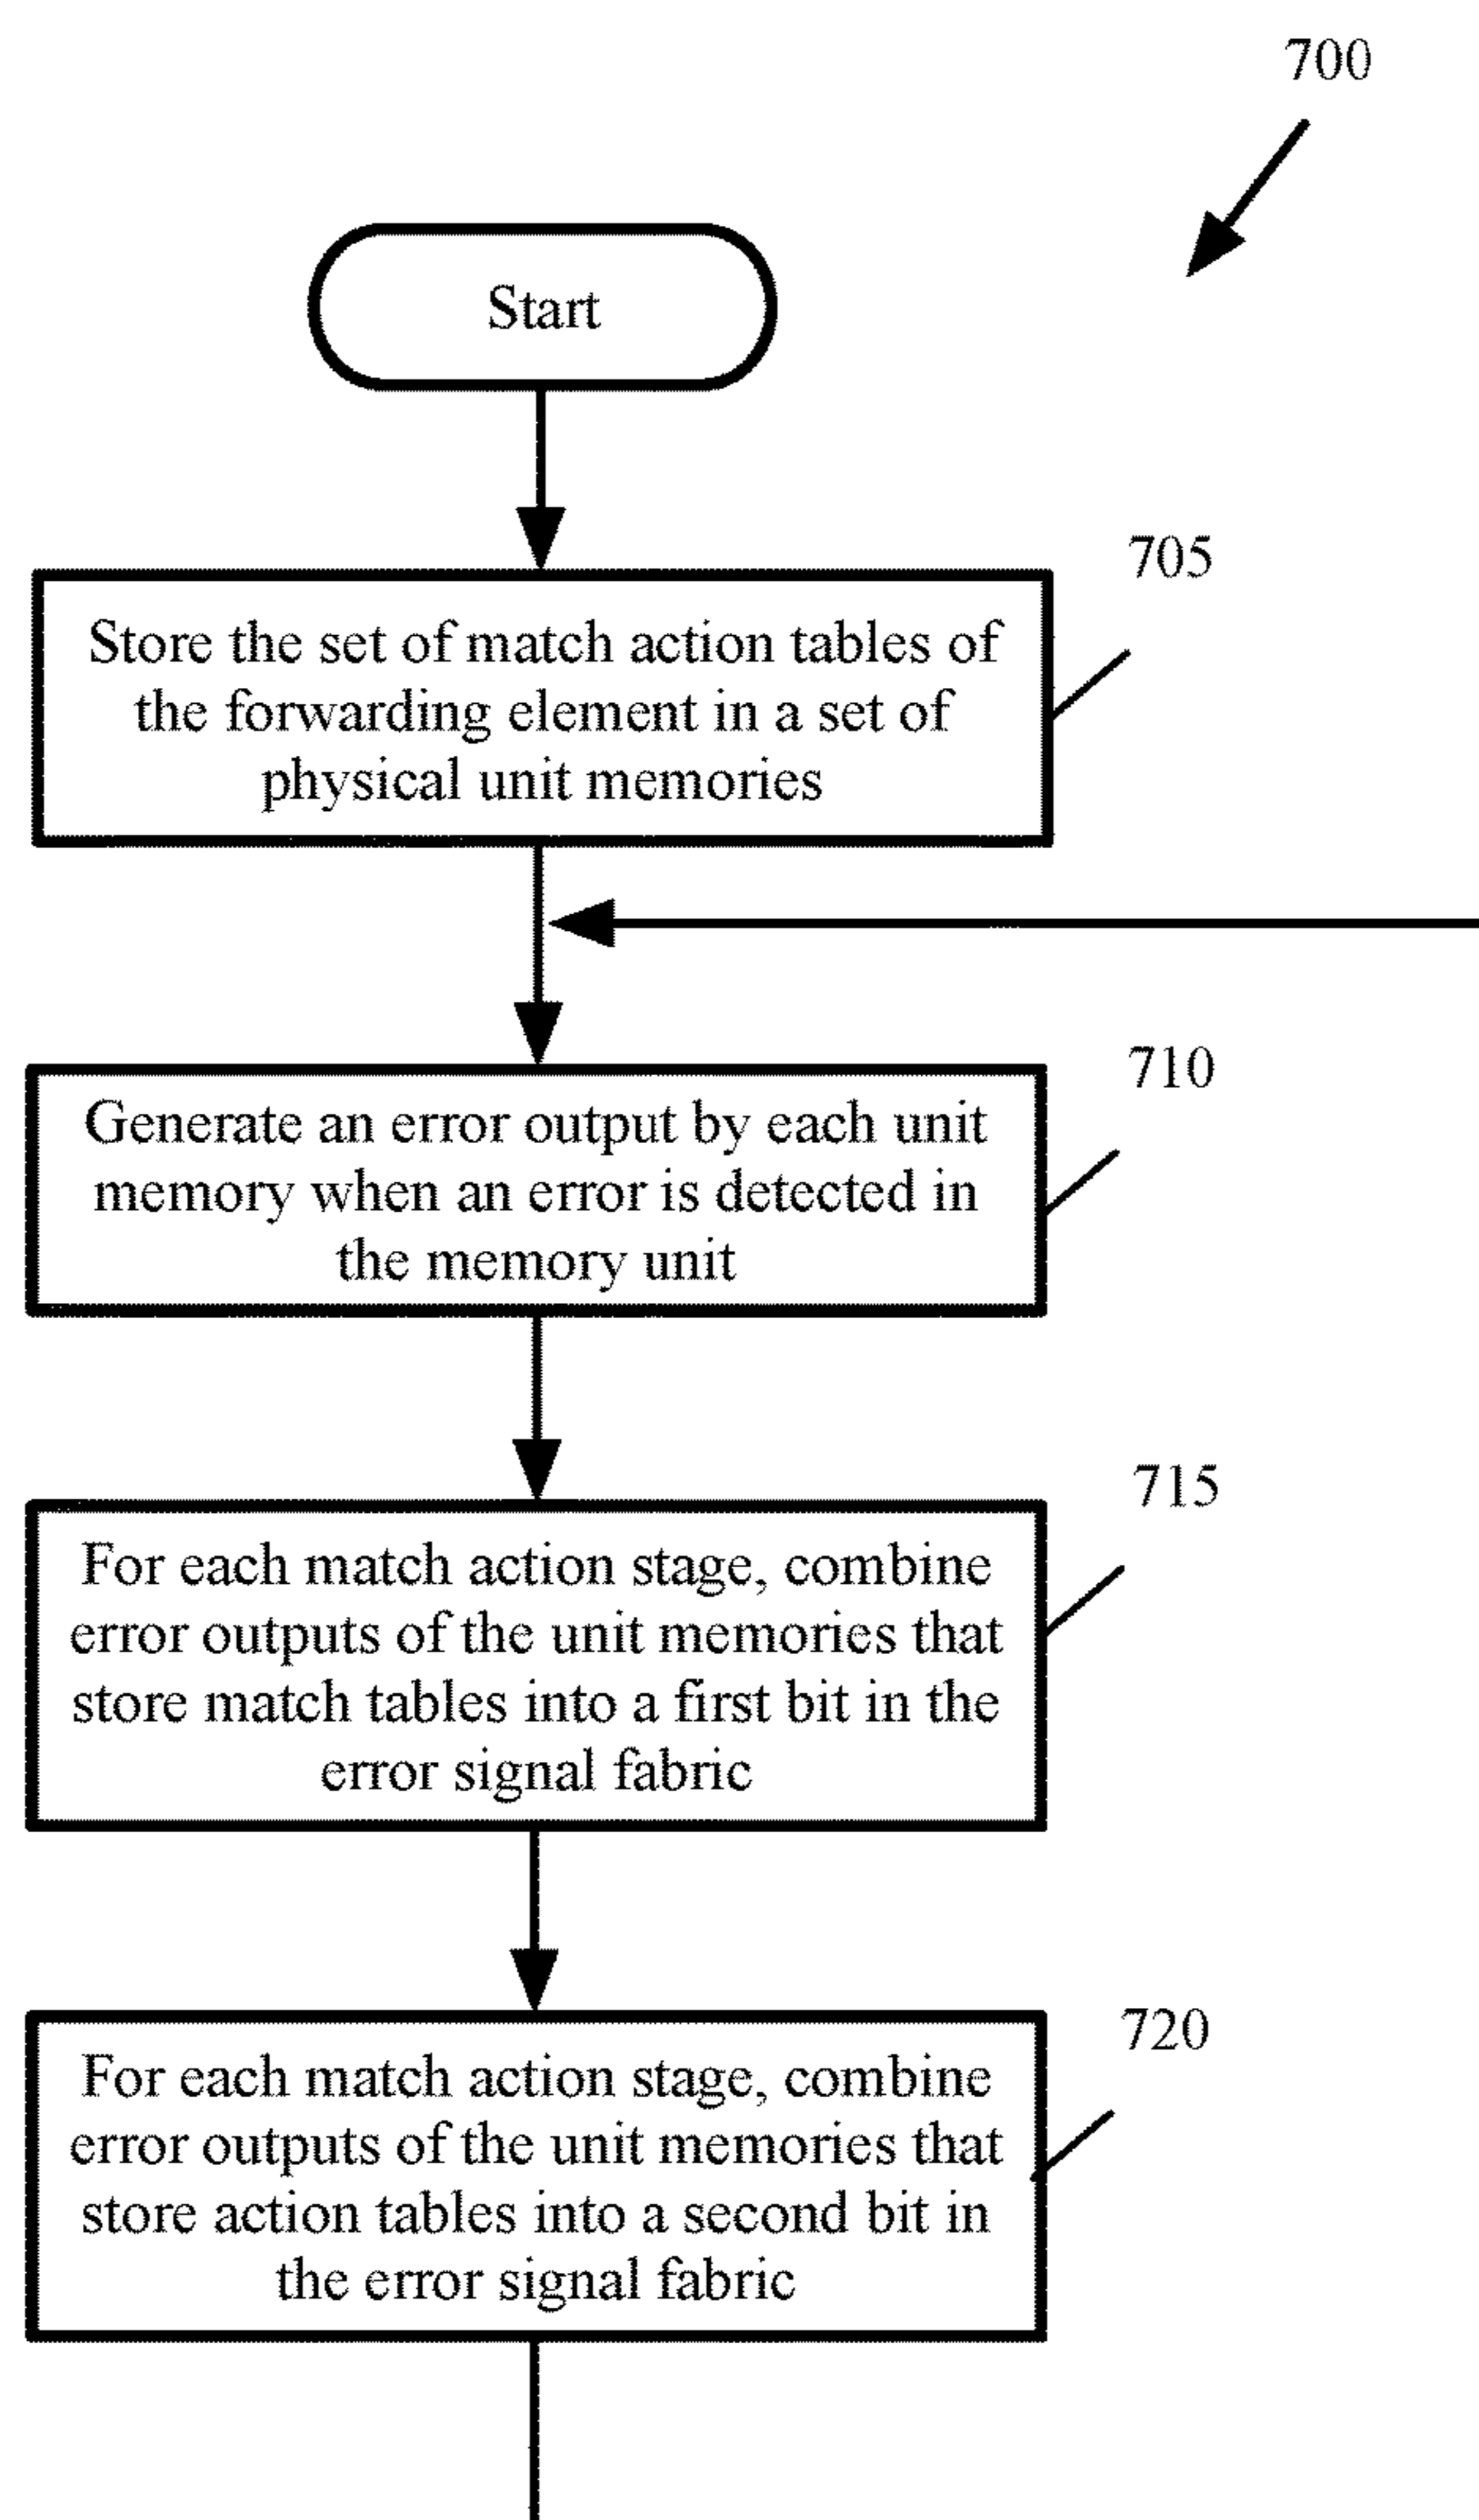 700
Start
705
Store the set of match action tables of
the forwarding element in a set of
physical unit memories
710
Generate an error output by each unit
memory when an error is detected in
the memory unit
715
For each match action stage, combine
error outputs of the unit memories that
store match tables into a first bit in the
error signal fabric
720
For each match action stage, combine
error outputs of the unit memories that
store action tables into a second bit in
the error signal fabric